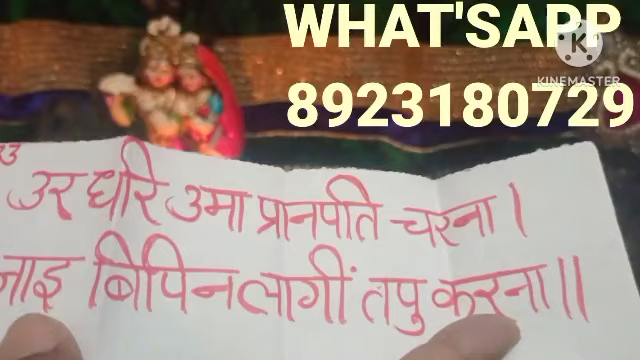 WHAT'SAPP
K
KINEMASTER
8923180729
उर धरि उमा प्रानपति चरना।
जाइ बिपिन लागीं तपु करना॥